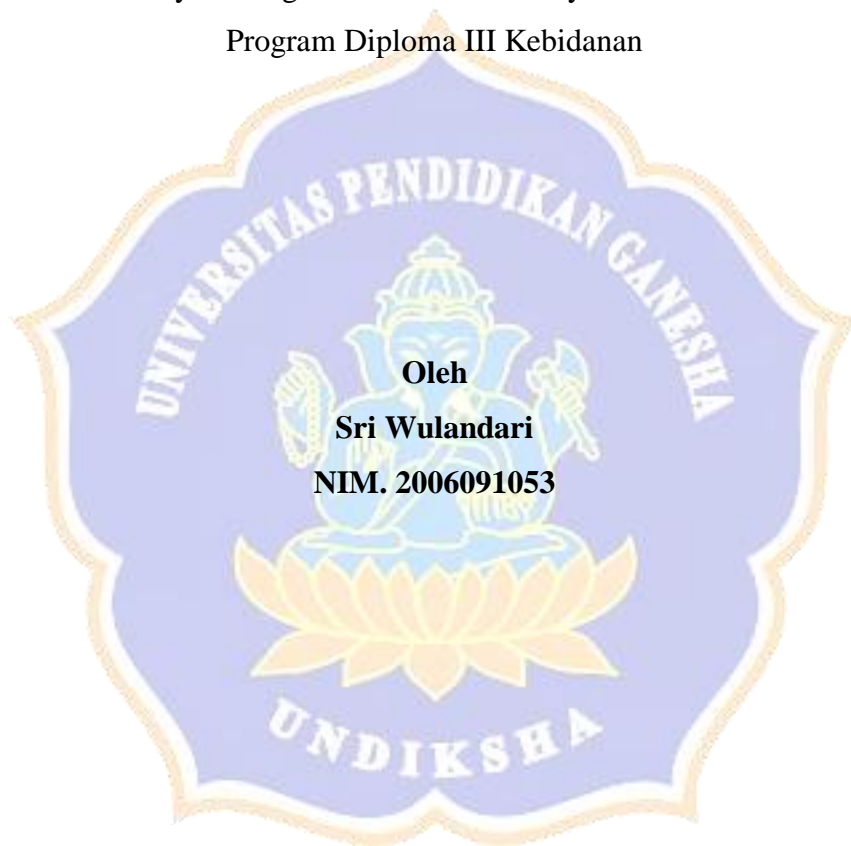 Program Diploma III Kebidanan
UNIVERSITAS PENDIDIKAN GANESHA
Oleh
Sri Wulandari
NIM. 2006091053
UNDIKSHA